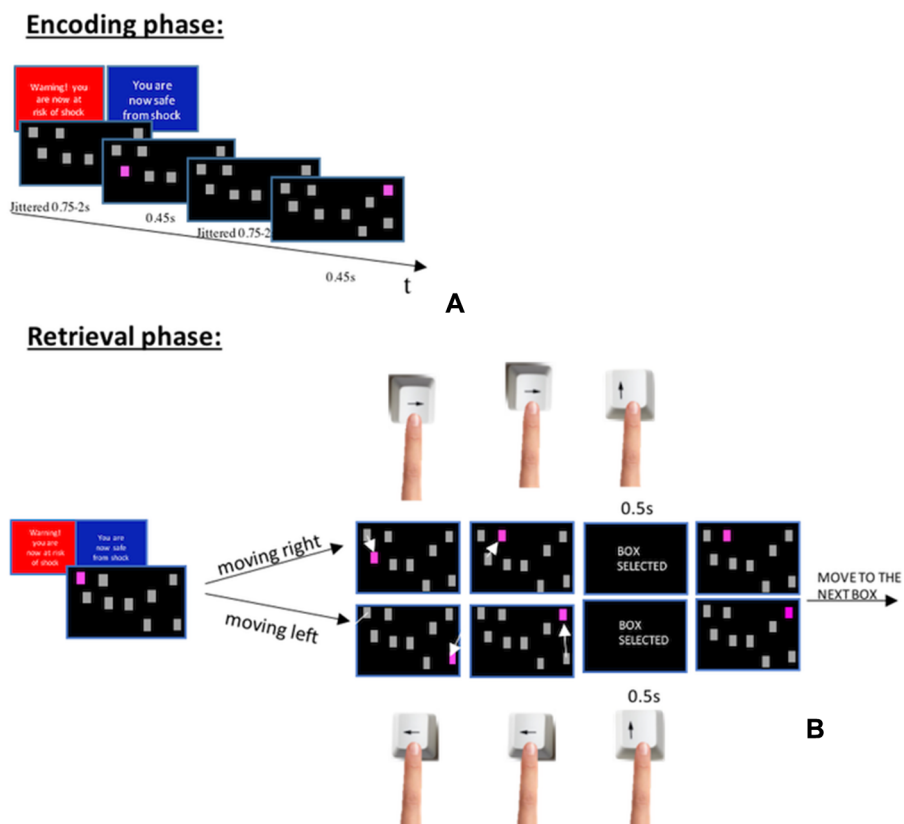 Encoding phase:
Warning! you
are now at
risk of shock
You are
now safe
from shock
Jittered 0.75-2s
0.45s
Jittered 0.75-2
0.45s
t
A
Retrieval phase:
0.5s
Warning!
you are
now at risk
of shock
You are
now safe
from shock
moving right
moving left
BOX
SELECTED
BOX
SELECTED
MOVE TO THE
NEXT BOX
0.5s
B